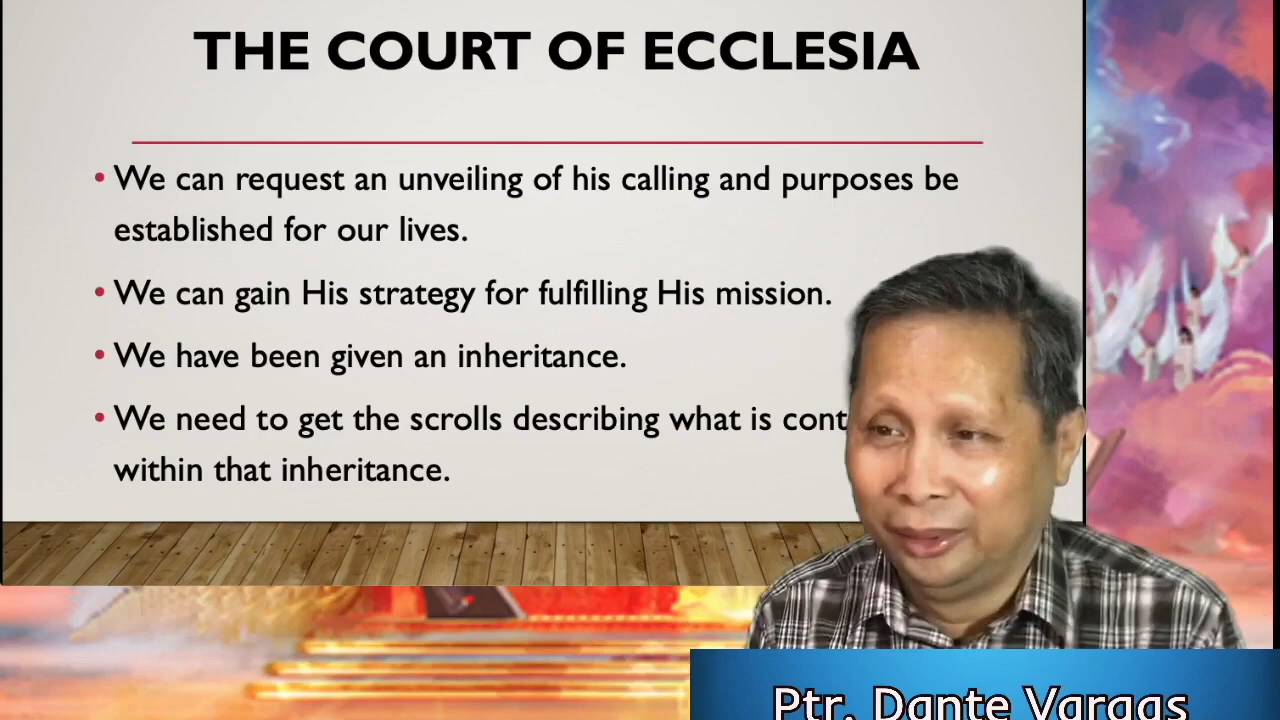 THE COURT OF ECCLESIA
• We can request an unveiling of his calling and purposes be
established for our lives.
• We can gain His strategy for fulfilling His mission.
• We have been given an inheritance.
• We need to get the scrolls describing what is
within that inheritance.
Ptr. Dante Vargas